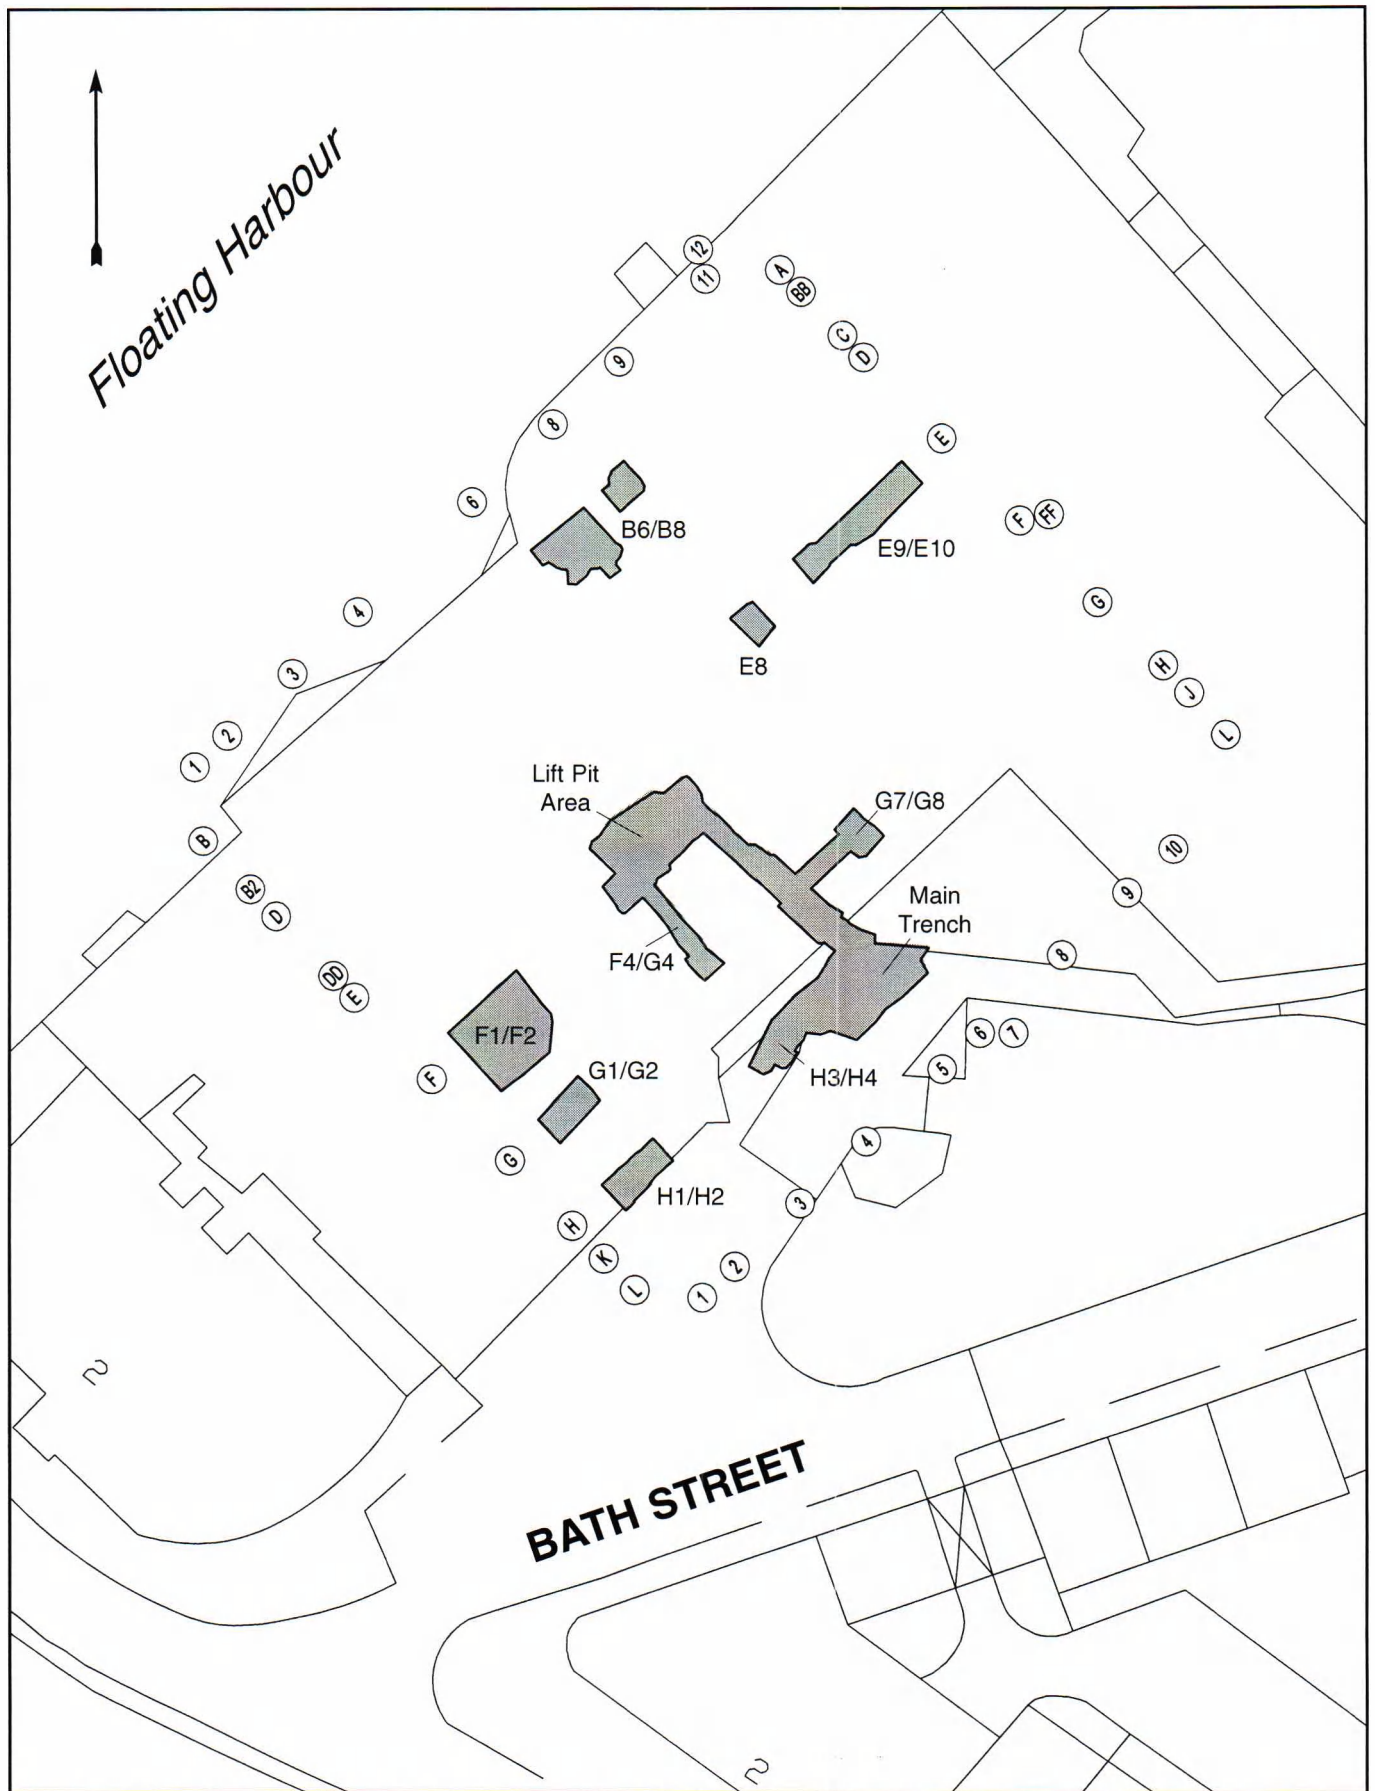 Floating Harbour
12
11
A
BB
C
D
9
8
E
6
B6/B8
E9/E10
F
FF
4
G
E8
H
3
J
2
L
1
Lift Pit
Area
G7/G8
B
10
B2
9
D
Main
Trench
8
F4/G4
DD
E
F1/F2
6
7
F
G1/G2
H3/H4
5
4
G
H1/H2
3
H
K
2
L
1
2
BATH STREET
2